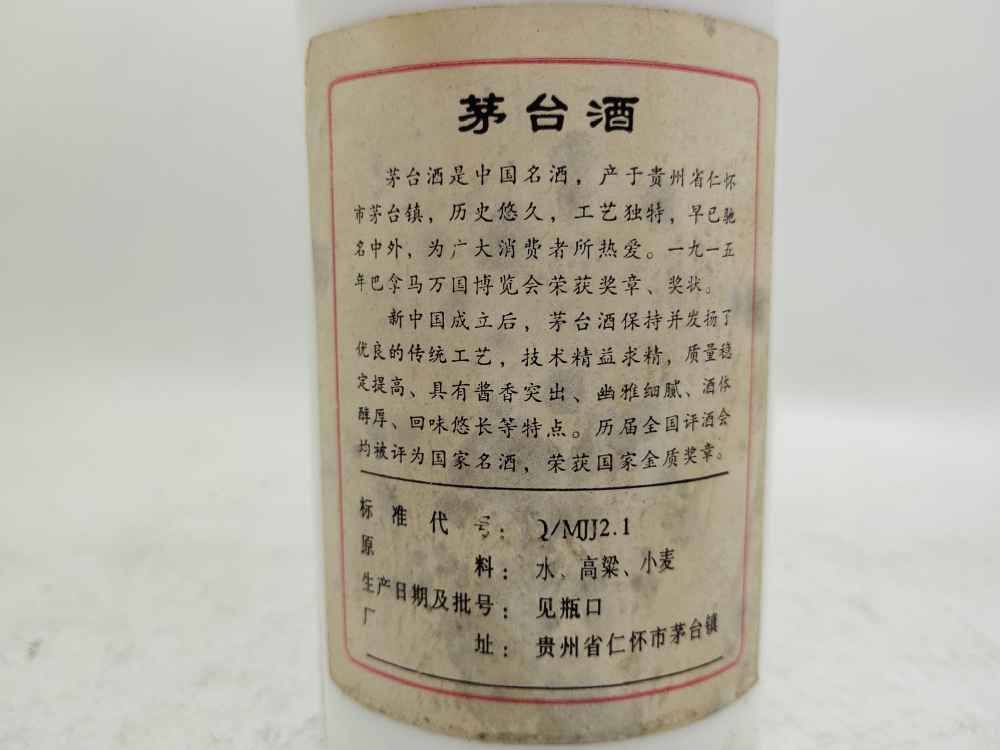 茅台酒
茅台酒是中国名酒，产于贵州省仁怀
市茅台镇，历史悠久，工艺独特，早已驰
名中外，为广大消费者所热爱。一九一五
年巴拿马万国博览会荣获奖章、奖状。
新中国成立后，茅台酒保持并发扬了
优良的传统工艺，技术精益求精，质量稳
定提高、具有酱香突出、幽雅细腻、酒体
醇厚、回味悠长等特点。历届全国评酒会
均被评为国家名酒，荣获国家金质奖章。
标准代号：Q/MJJ2.1
原料：水、高粱、小麦
生产日期及批号：见瓶口
厂址：贵州省仁怀市茅台镇